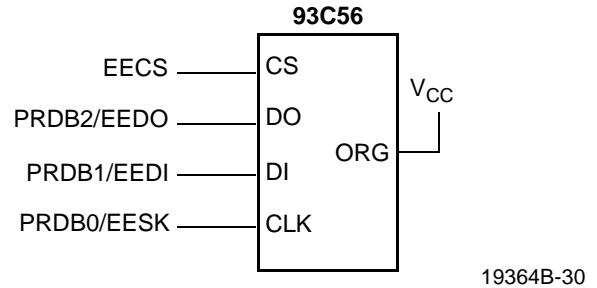 93C56
EECS CS
VCC
PRDB2/EEDO DO
ORG
PRDB1/EEDI DI
PRDB0/EESK CLK
19364B-30